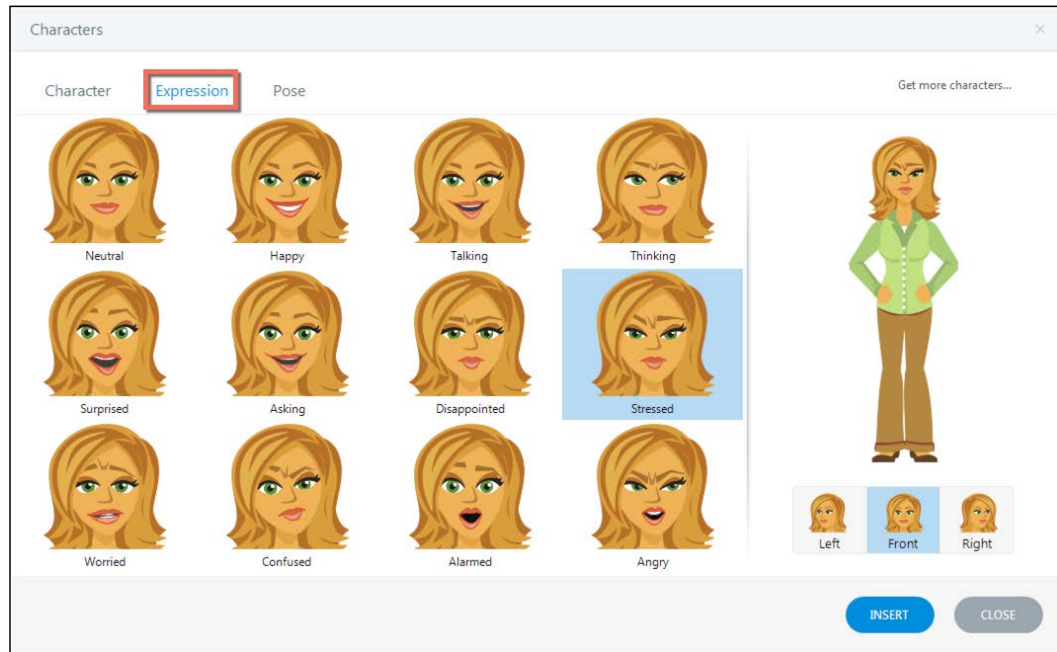 Characters
Character Expression Pose Get more characters...
Neutral Happy Talking Thinking
Surprised Asking Disappointed Stressed
Worried Confused Alarmed Angry
Left Front Right
INSERT CLOSE